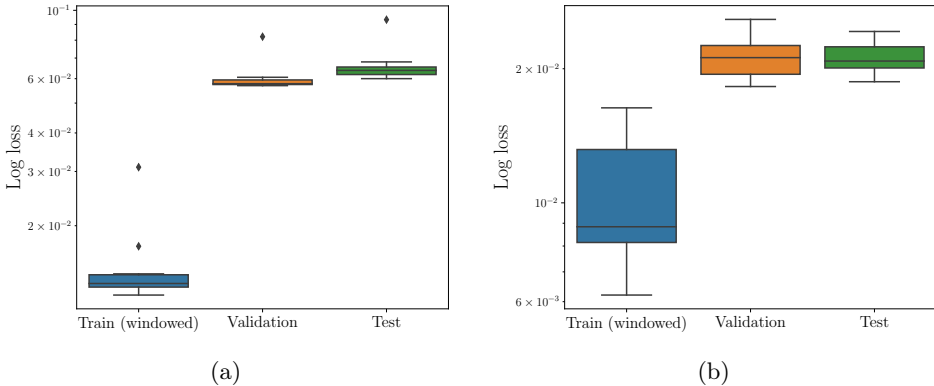 10⁻¹
6 × 10⁻²
4 × 10⁻²
3 × 10⁻²
2 × 10⁻²
Log loss
Train (windowed) Validation Test
(a)
2 × 10⁻²
10⁻²
6 × 10⁻³
Log loss
Train (windowed) Validation Test
(b)